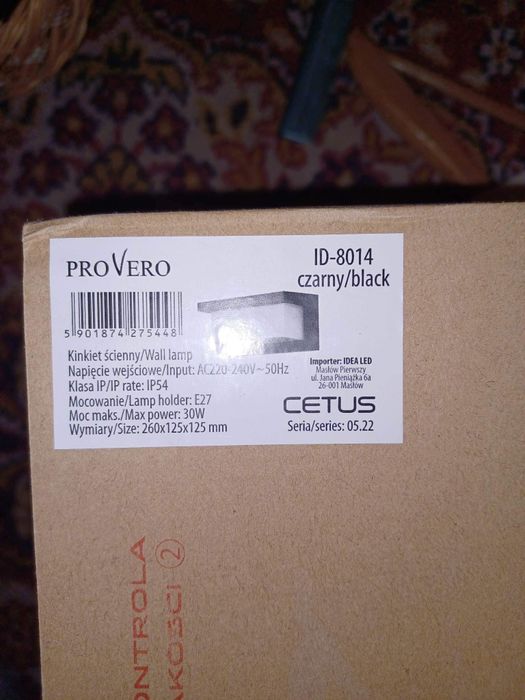 PROVERO
5 901874 275448
ID-8014
czarny/black
Kinkiet ścienny/Wall lamp
Napięcie wejściowe/Input: AC220-240V~50Hz
Klasa IP/IP rate: IP54
Mocowanie/Lamp holder: E27
Moc maks./Max power: 30W
Wymiary/Size: 260x125x125 mm
Importer: IDEA LED
Masłów Pierwszy
ul. Jana Pieniążka 6a
26-001 Masłów
CETUS
Seria/series: 05.22
ONTROLA
AKOŚCI 2